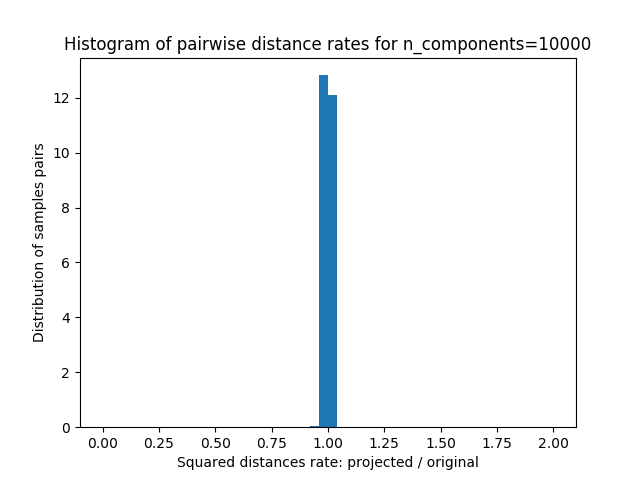 Histogram of pairwise distance rates for n_components=10000
Distribution of samples pairs
12
10
8
6
4
2
0
0.00 0.25 0.50 0.75 1.00 1.25 1.50 1.75 2.00
Squared distances rate: projected / original